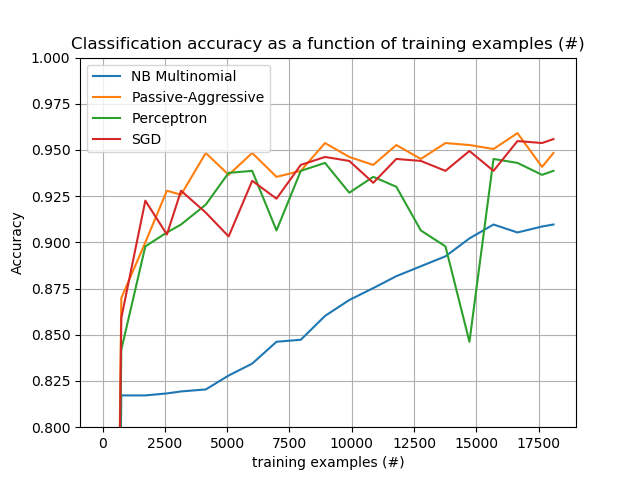 Classification accuracy as a function of training examples (#)
1.000
0.975
0.950
0.925
0.900
0.875
0.850
0.825
0.800
Accuracy
NB Multinomial
Passive-Aggressive
Perceptron
SGD
0 2500 5000 7500 10000 12500 15000 17500
training examples (#)